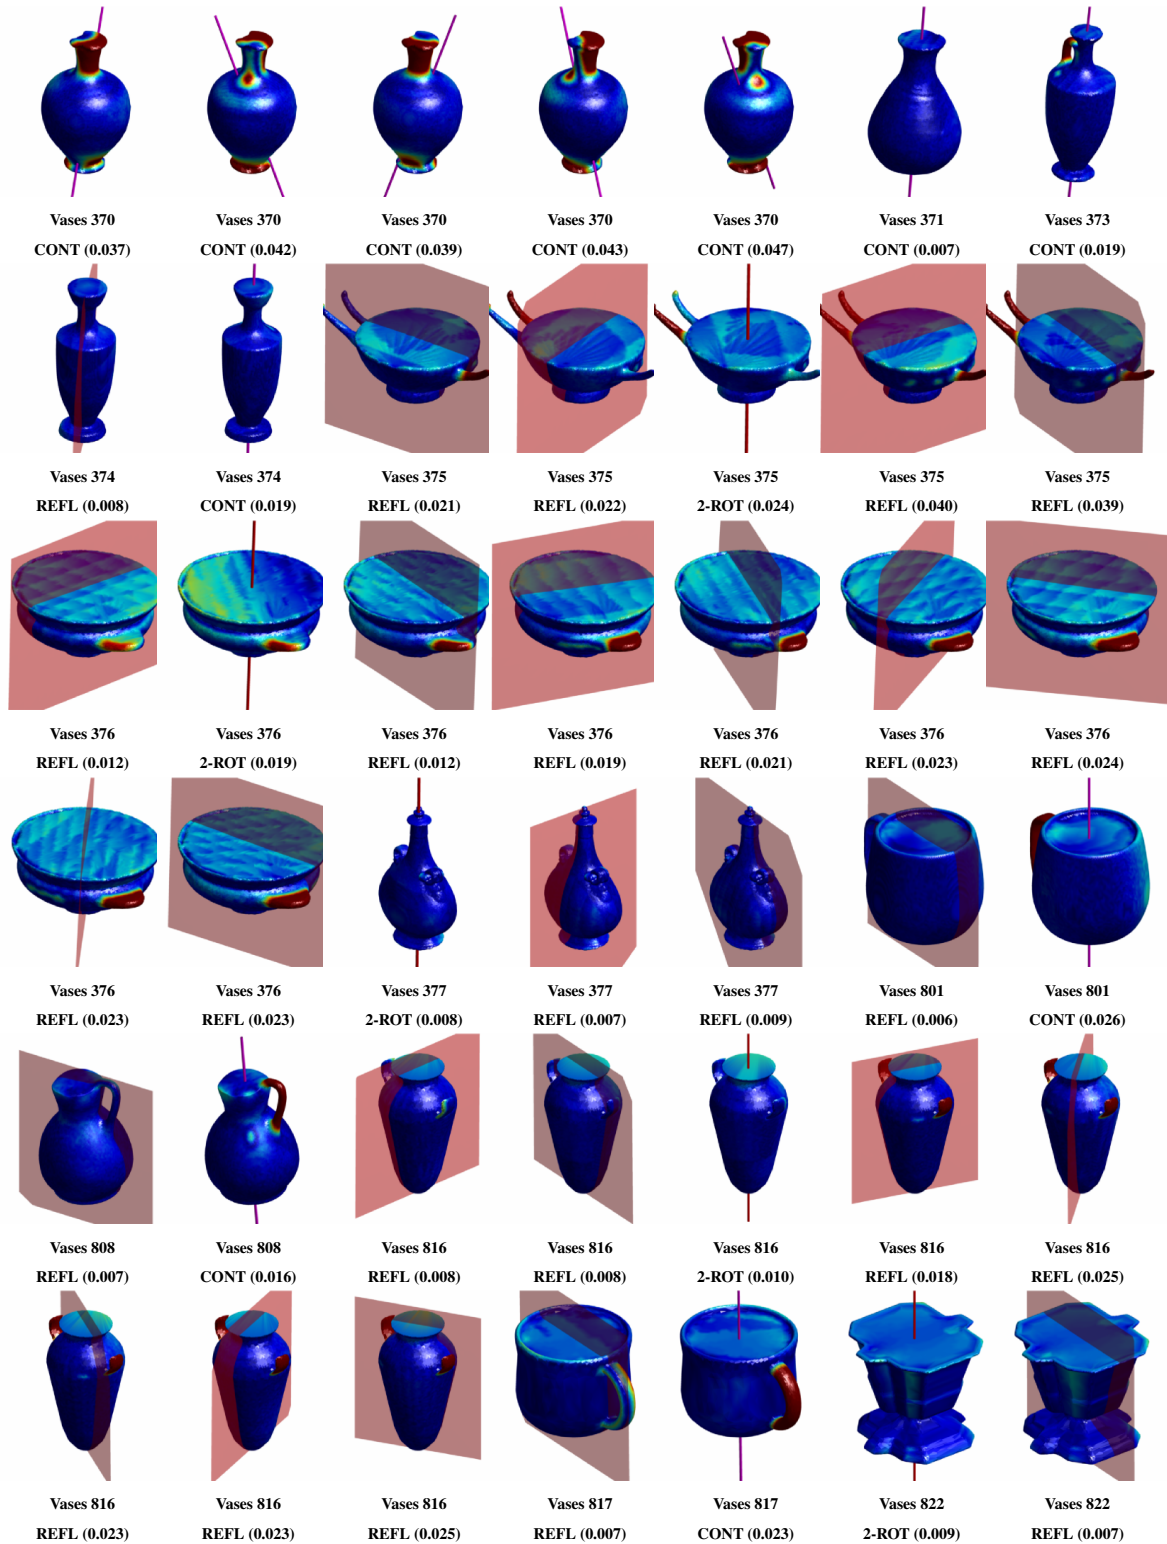 Vases 370 Vases 370 Vases 370 Vases 370 Vases 370 Vases 371 Vases 373
CONT (0.037) CONT (0.042) CONT (0.039) CONT (0.043) CONT (0.047) CONT (0.007) CONT (0.019)
Vases 374 Vases 374 Vases 375 Vases 375 Vases 375 Vases 375 Vases 375
REFL (0.008) CONT (0.019) REFL (0.021) REFL (0.022) 2-ROT (0.024) REFL (0.040) REFL (0.039)
Vases 376 Vases 376 Vases 376 Vases 376 Vases 376 Vases 376 Vases 376
REFL (0.012) 2-ROT (0.019) REFL (0.012) REFL (0.019) REFL (0.021) REFL (0.023) REFL (0.024)
Vases 376 Vases 376 Vases 377 Vases 377 Vases 377 Vases 801 Vases 801
REFL (0.023) REFL (0.023) 2-ROT (0.008) REFL (0.007) REFL (0.009) REFL (0.006) CONT (0.026)
Vases 808 Vases 808 Vases 816 Vases 816 Vases 816 Vases 816 Vases 816
REFL (0.007) CONT (0.016) REFL (0.008) REFL (0.008) 2-ROT (0.010) REFL (0.018) REFL (0.025)
Vases 816 Vases 816 Vases 816 Vases 817 Vases 817 Vases 822 Vases 822
REFL (0.023) REFL (0.023) REFL (0.025) REFL (0.007) CONT (0.023) 2-ROT (0.009) REFL (0.007)